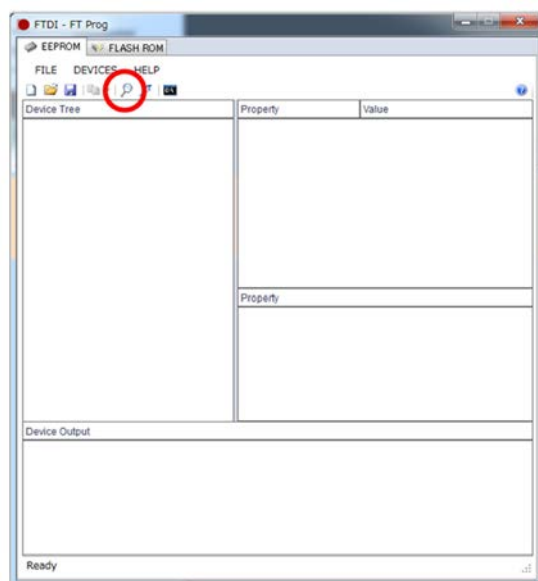 FTDI - FT Prog
EEPROM FLASH ROM
FILE DEVICES HELP
Device Tree Property Value
Property
Device Output
Ready